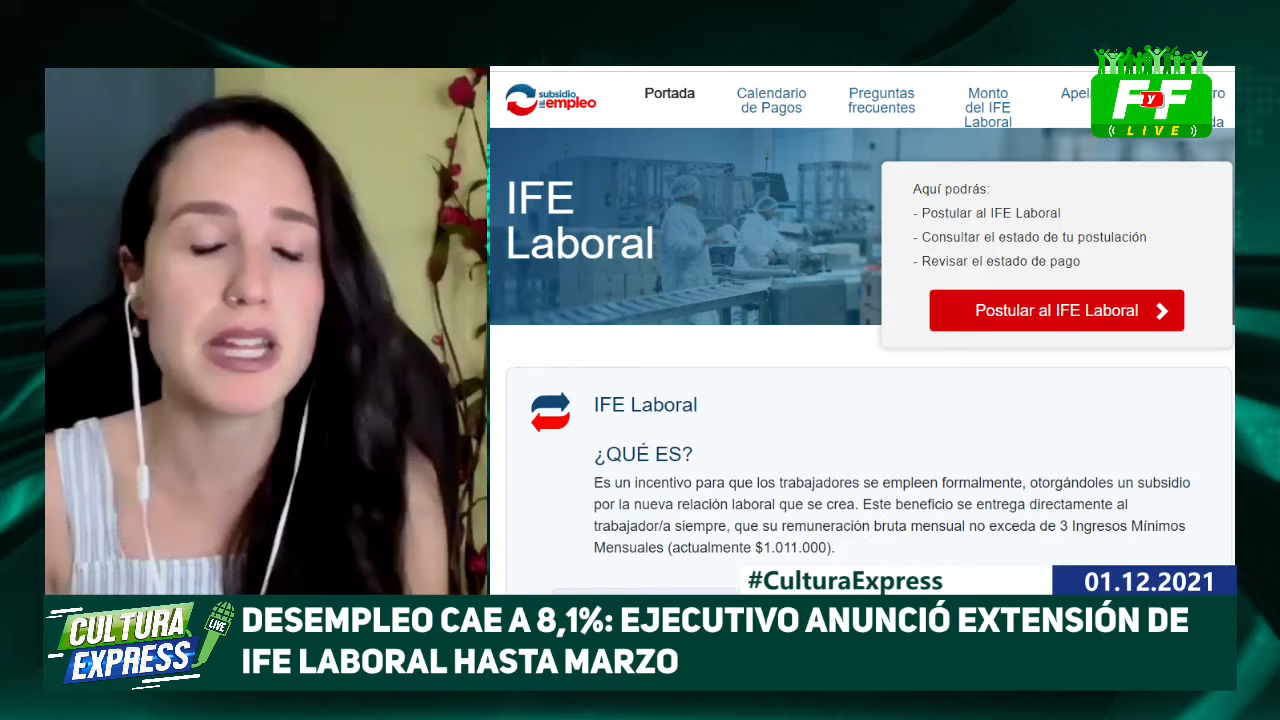 subsidio
al empleo
Portada
Calendario
de Pagos
Preguntas
frecuentes
Monto
del IFE
Laboral
FyF
LIVE
IFE
Laboral
Aquí podrás:
- Postular al IFE Laboral
- Consultar el estado de tu postulación
- Revisar el estado de pago
Postular al IFE Laboral
IFE Laboral
¿QUÉ ES?
Es un incentivo para que los trabajadores se empleen formalmente, otorgándoles un subsidio
por la nueva relación laboral que se crea. Este beneficio se entrega directamente al
trabajador/a siempre, que su remuneración bruta mensual no exceda de 3 Ingresos Mínimos
Mensuales (actualmente $1.011.000).
#CulturaExpress
01.12.2021
CULTURA
EXPRESS
LIVE
DESEMPLEO CAE A 8,1%: EJECUTIVO ANUNCIÓ EXTENSIÓN DE
IFE LABORAL HASTA MARZO